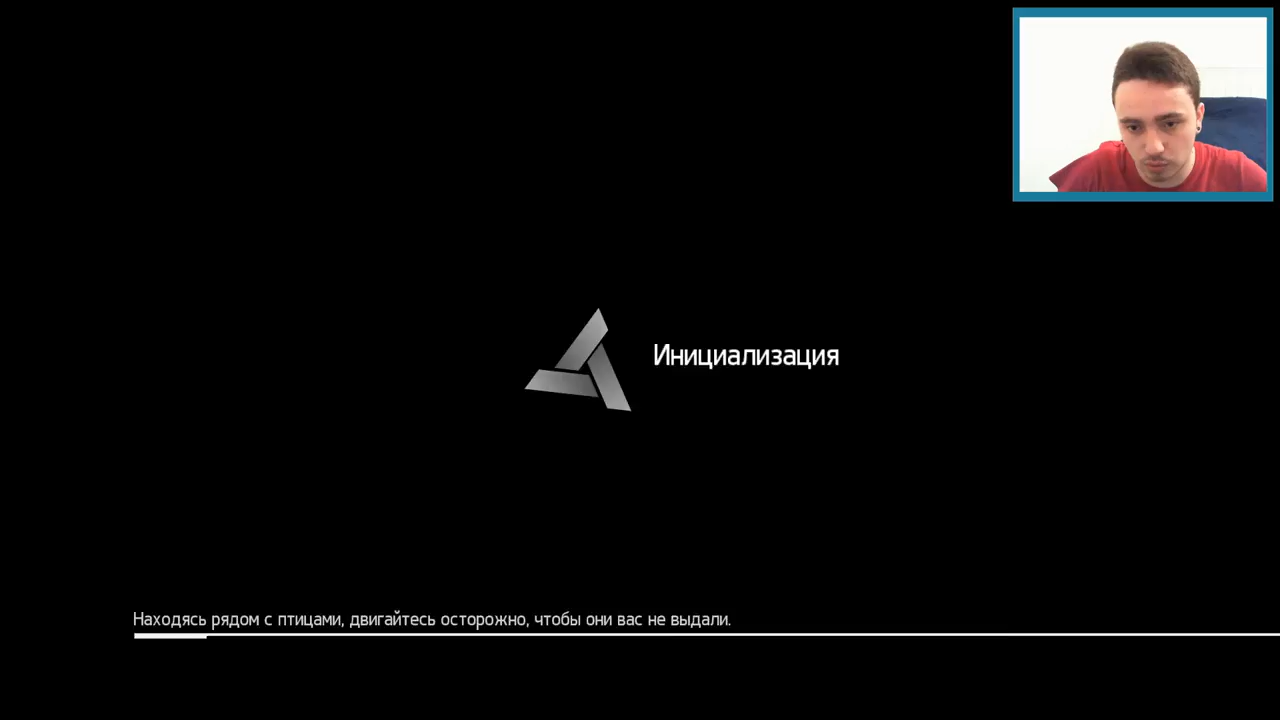 Инициализация
Находясь рядом с птицами, двигайтесь осторожно, чтобы они вас не выдали.